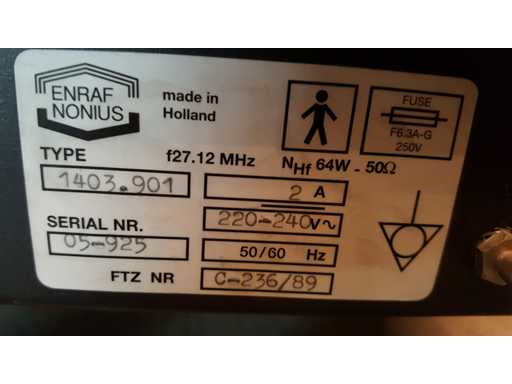 ENRAF
NONIUS
made in
Holland
FUSE
F6.3A-G
250V
TYPE
f27.12 MHz
NHf 64W - 50Ω
1403.901
2 A
SERIAL NR.
220-240V~
05-925
50/60 Hz
FTZ NR
C-236/89